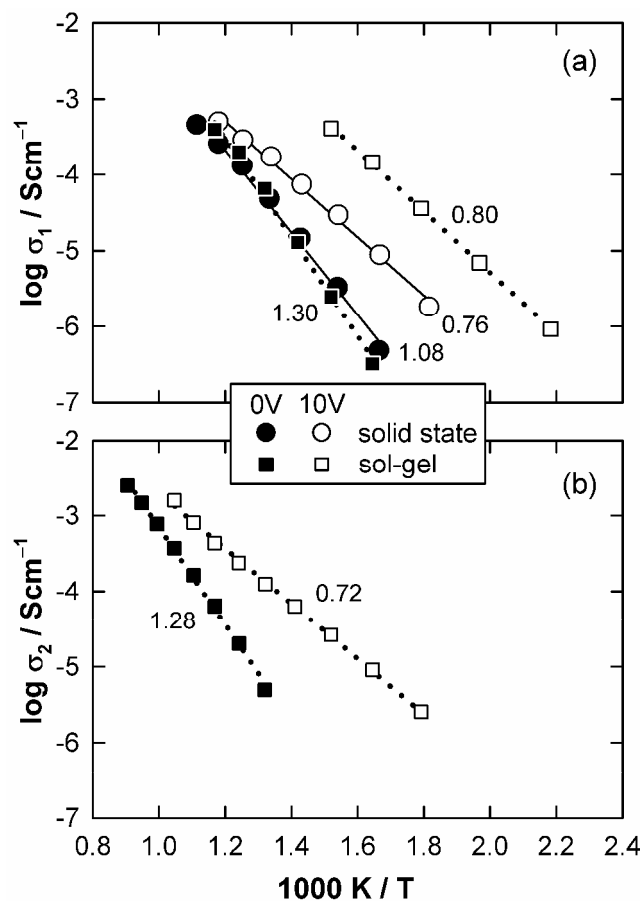 -2
(a)
-3
-4
-5
-6
-7
log σ1 / Scm−1
0.80
1.30
0.76
1.08
0V 10V
solid state
sol-gel
-2
(b)
-3
-4
-5
-6
-7
log σ2 / Scm−1
0.72
1.28
0.8 1.0 1.2 1.4 1.6 1.8 2.0 2.2 2.4
1000 K / T